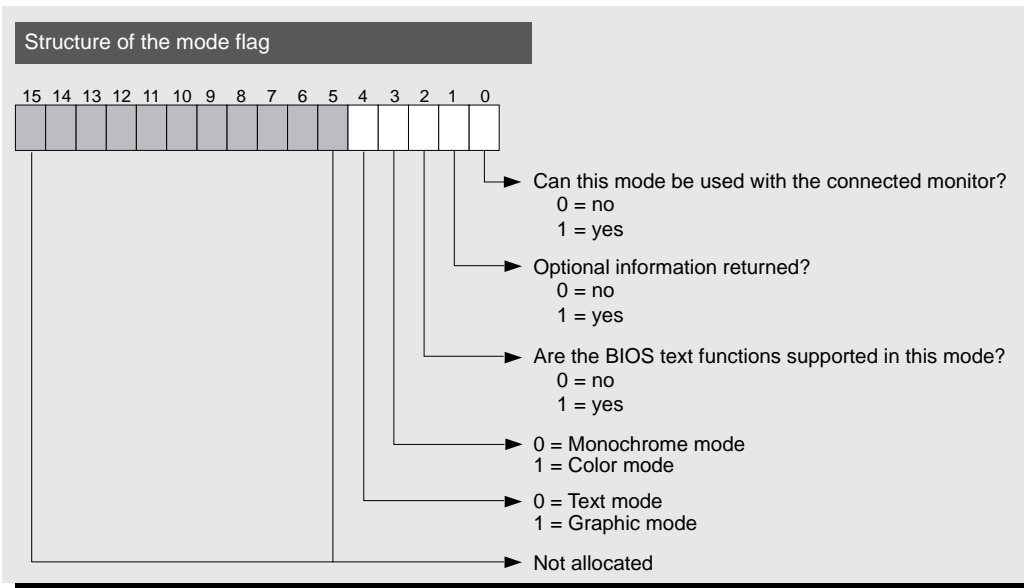 Structure of the mode flag
15 14 13 12 11 10 9 8 7 6 5 4 3 2 1 0
Can this mode be used with the connected monitor?
0 = no
1 = yes
Optional information returned?
0 = no
1 = yes
Are the BIOS text functions supported in this mode?
0 = no
1 = yes
0 = Monochrome mode
1 = Color mode
0 = Text mode
1 = Graphic mode
Not allocated